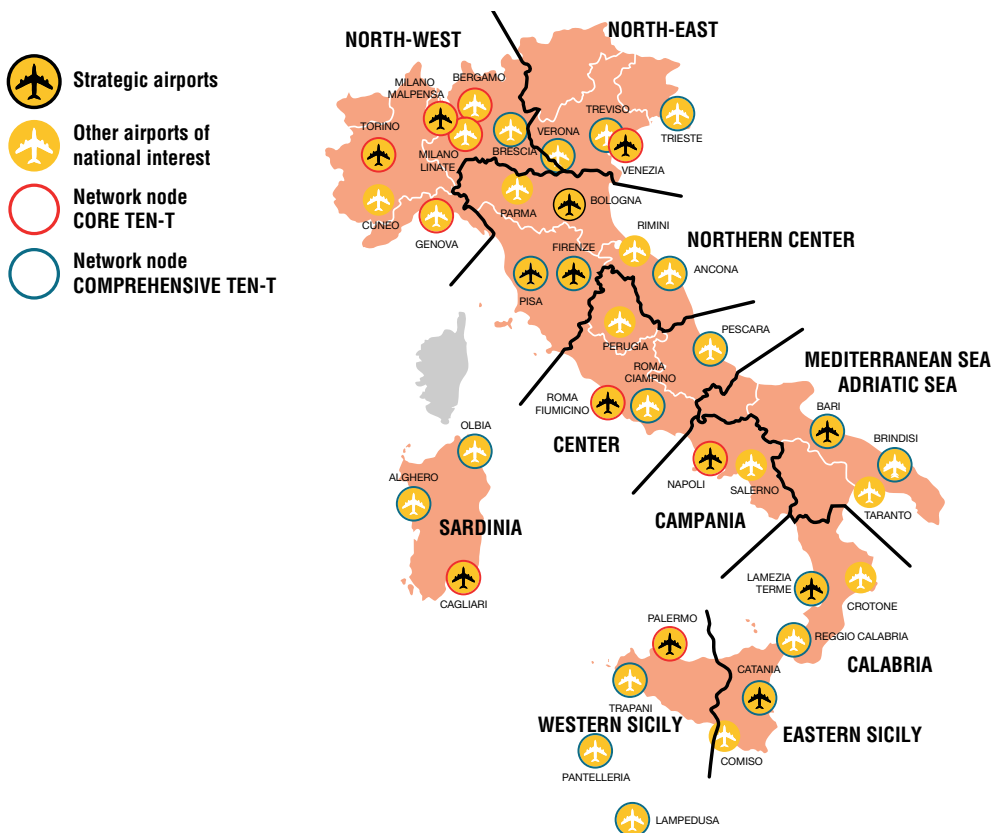 Strategic airports
Other airports of
national interest
Network node
CORE TEN-T
Network node
COMPREHENSIVE TEN-T
NORTH-WEST
NORTH-EAST
MILANO
MALPENSA
BERGAMO
TORINO
MILANO
LINATE
BRESCIA
VERONA
TREVISO
VENEZIA
TRIESTE
CUNEO
GENOVA
PARMA
BOLOGNA
RIMINI
NORTHERN CENTER
FIRENZE
PISA
ANCONA
PERUGIA
PESCARA
ROMA
CIAMPINO
ROMA
FIUMICINO
CENTER
MEDITERRANEAN SEA
ADRIATIC SEA
BARI
BRINDISI
TARANTO
NAPOLI
SALERNO
CAMPANIA
OLBIA
ALGHERO
SARDINIA
CAGLIARI
LAMEZIA
TERME
CROTONE
REGGIO CALABRIA
CALABRIA
PALERMO
CATANIA
TRAPANI
WESTERN SICILY
EASTERN SICILY
COMISO
PANTELLERIA
LAMPEDUSA